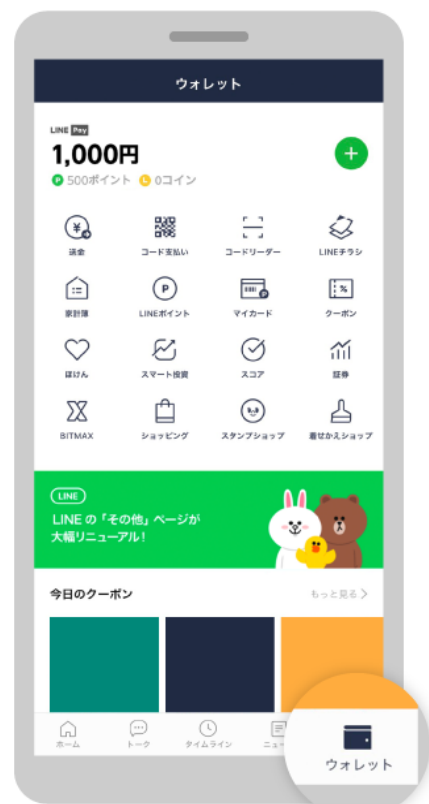 ウォレット
LINE Pay
1,000円
+
P 500ポイント L 0コイン
送金 コード支払い コードリーダー LINEチラシ
家計簿 LINEポイント マイカード クーポン
ほけん スマート投資 スコア 証券
BITMAX ショッピング スタンプショップ 着せかえショップ
LINE
LINE の「その他」ページが
大幅リニューアル!
今日のクーポン もっと見る >
ホーム トーク タイムライン ニュー
ウォレット